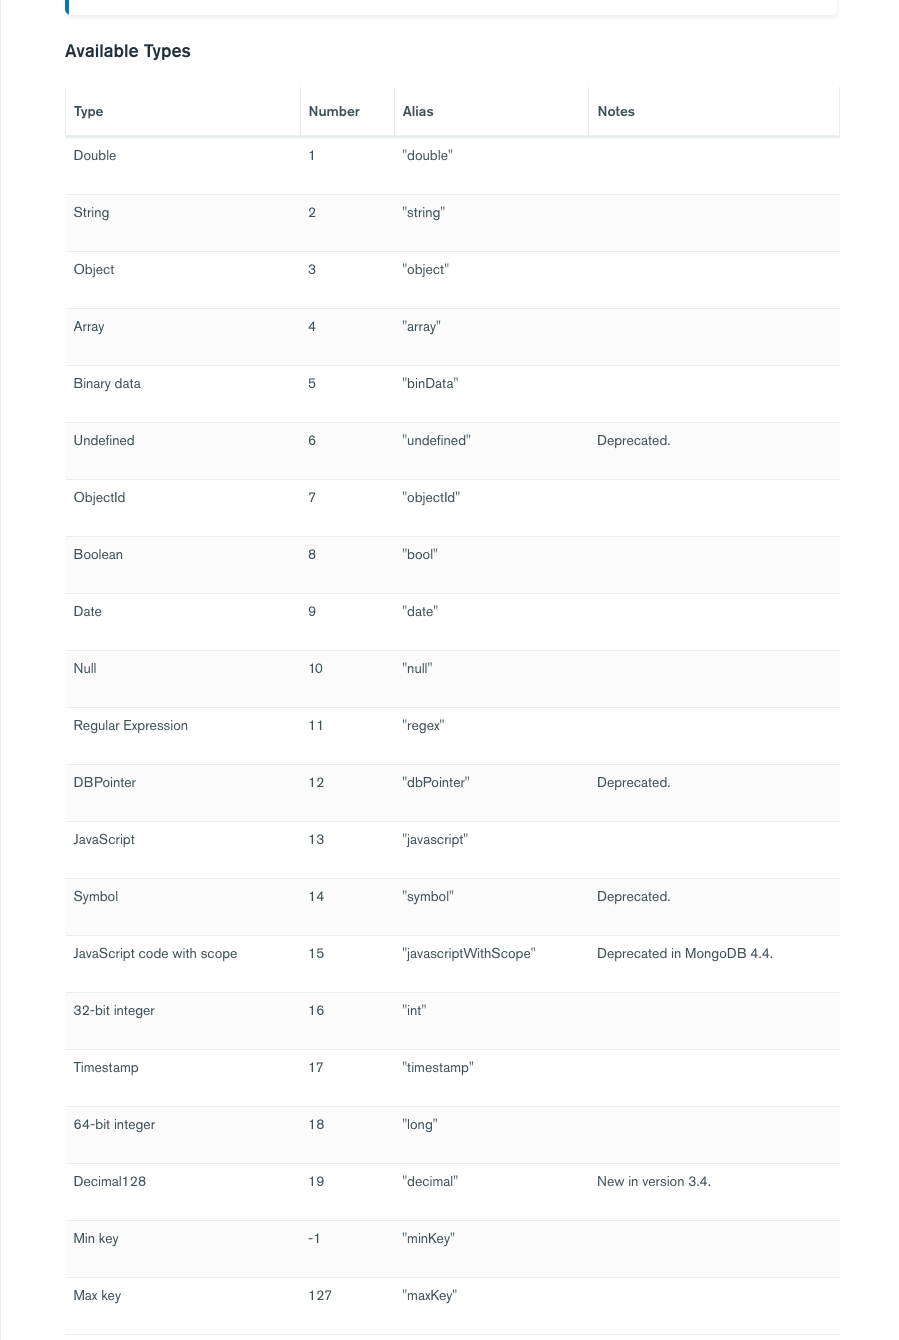 Available Types
Type Number Alias Notes
Double 1 "double"
String 2 "string"
Object 3 "object"
Array 4 "array"
Binary data 5 "binData"
Undefined 6 "undefined" Deprecated.
ObjectId 7 "objectId"
Boolean 8 "bool"
Date 9 "date"
Null 10 "null"
Regular Expression 11 "regex"
DBPointer 12 "dbPointer" Deprecated.
JavaScript 13 "javascript"
Symbol 14 "symbol" Deprecated.
JavaScript code with scope 15 "javascriptWithScope" Deprecated in MongoDB 4.4.
32-bit integer 16 "int"
Timestamp 17 "timestamp"
64-bit integer 18 "long"
Decimal128 19 "decimal" New in version 3.4.
Min key -1 "minKey"
Max key 127 "maxKey"